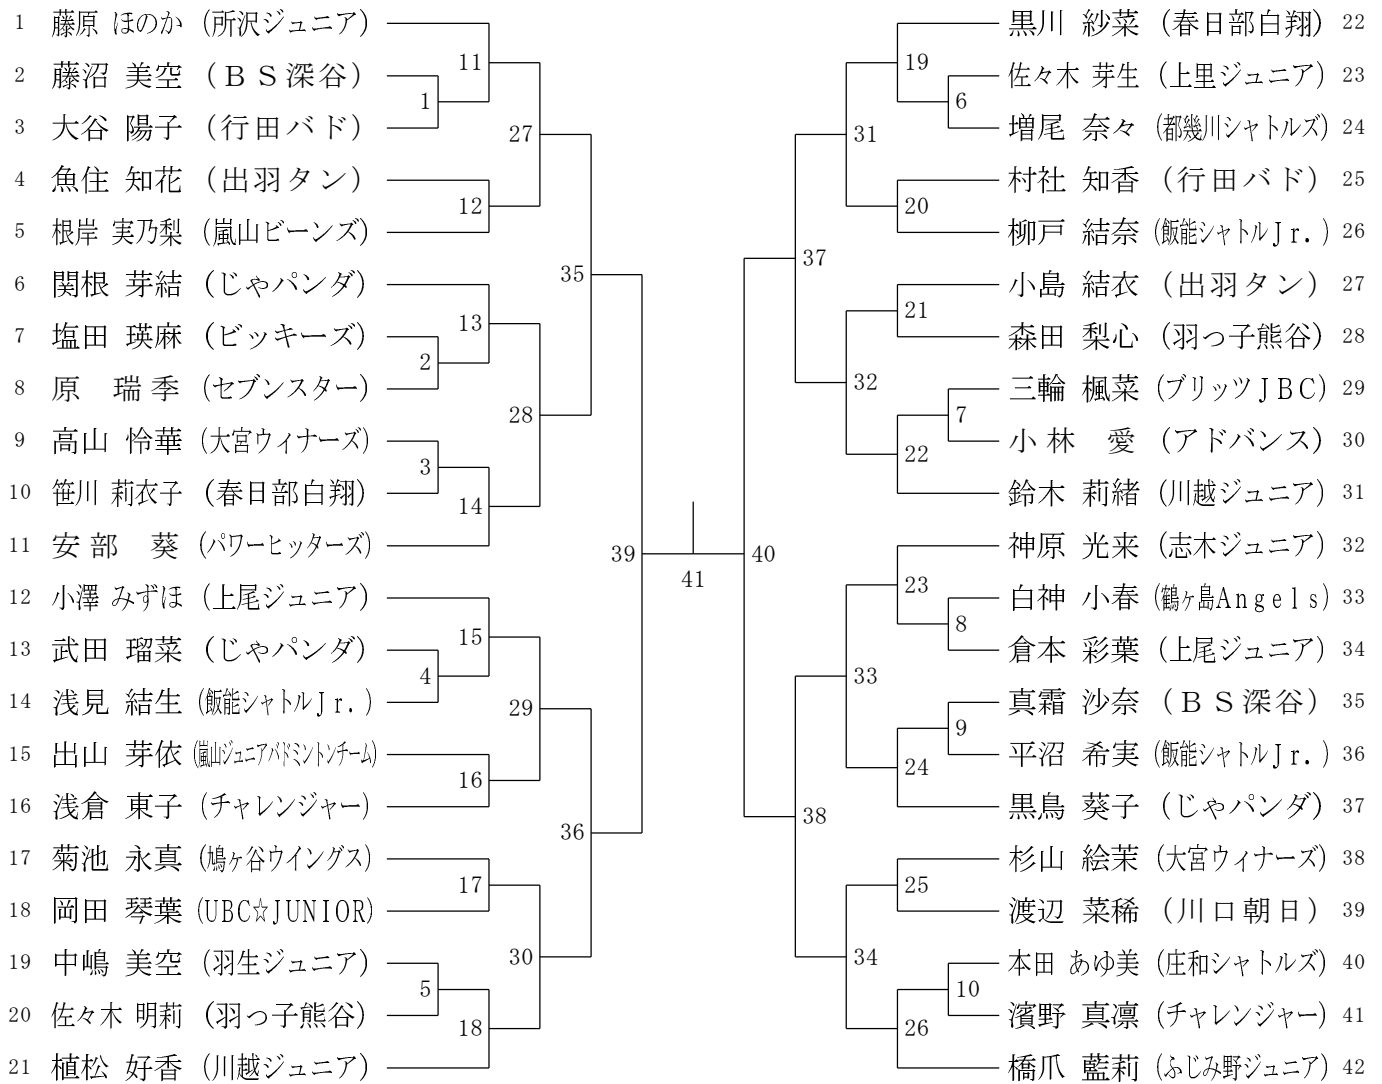 1 藤原 ほのか (所沢ジュニア)
2 藤沼 美空 (ＢＳ深谷)
3 大谷 陽子 (行田バド)
4 魚住 知花 (出羽タン)
5 根岸 実乃梨 (嵐山ビーンズ)
6 関根 芽結 (じゃパンダ)
7 塩田 瑛麻 (ビッキーズ)
8 原 瑞季 (セブンスター)
9 高山 怜華 (大宮ウィナーズ)
10 笹川 莉衣子 (春日部白翔)
11 安部 葵 (パワーヒッターズ)
12 小澤 みずほ (上尾ジュニア)
13 武田 瑠菜 (じゃパンダ)
14 浅見 結生 (飯能シャトルJr.)
15 出山 芽依 (嵐山ジュニアバドミントンチーム)
16 浅倉 東子 (チャレンジャー)
17 菊池 永真 (鳩ヶ谷ウイングス)
18 岡田 琴葉 (UBC☆JUNIOR)
19 中嶋 美空 (羽生ジュニア)
20 佐々木 明莉 (羽っ子熊谷)
21 植松 好香 (川越ジュニア)
11
1
27
12
35
13
2
28
3
14
39
15
4
29
16
36
17
30
5
18
41
40
19
6
31
20
37
21
32
7
22
23
8
33
9
24
38
25
34
10
26
黒川 紗菜 (春日部白翔) 22
佐々木 芽生 (上里ジュニア) 23
増尾 奈々 (都幾川シャトルズ) 24
村社 知香 (行田バド) 25
柳戸 結奈 (飯能シャトルJr.) 26
小島 結衣 (出羽タン) 27
森田 梨心 (羽っ子熊谷) 28
三輪 楓菜 (ブリッツJBC) 29
小林 愛 (アドバンス) 30
鈴木 莉緒 (川越ジュニア) 31
神原 光来 (志木ジュニア) 32
白神 小春 (鶴ヶ島Angels) 33
倉本 彩葉 (上尾ジュニア) 34
真霜 沙奈 (ＢＳ深谷) 35
平沼 希実 (飯能シャトルJr.) 36
黒鳥 葵子 (じゃパンダ) 37
杉山 絵茉 (大宮ウィナーズ) 38
渡辺 菜稀 (川口朝日) 39
本田 あゆ美 (庄和シャトルズ) 40
濱野 真凛 (チャレンジャー) 41
橋爪 藍莉 (ふじみ野ジュニア) 42